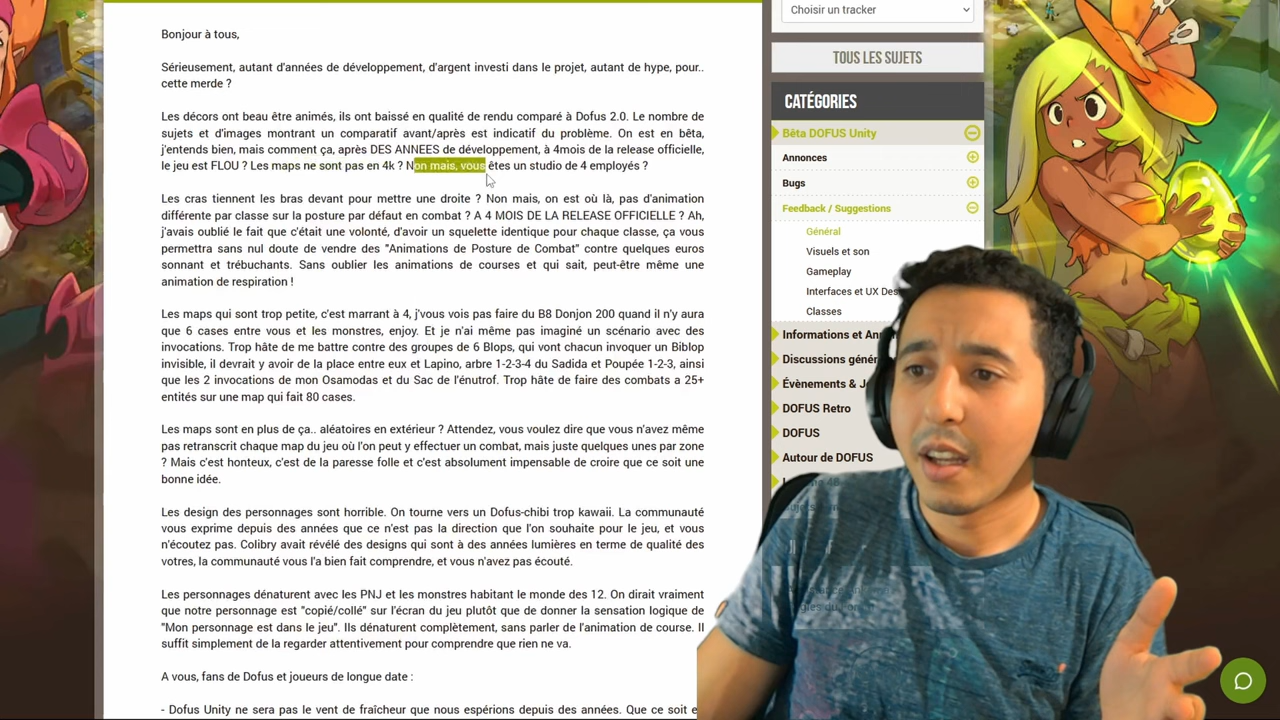 Bonjour à tous,
Sérieusement, autant d'années de développement, d'argent investi dans le projet, autant de hype, pour..
cette merde ?
Les décors ont beau être animés, ils ont baissé en qualité de rendu comparé à Dofus 2.0. Le nombre de
sujets et d'images montrant un comparatif avant/après est indicatif du problème. On est en bêta,
j'entends bien, mais comment ça, après DES ANNEES de développement, à 4mois de la release officielle,
le jeu est FLOU ? Les maps ne sont pas en 4k ? Non mais, vous êtes un studio de 4 employés ?
Les cras tiennent les bras devant pour mettre une droite ? Non mais, on est où là, pas d'animation
différente par classe sur la posture par défaut en combat ? A 4 MOIS DE LA RELEASE OFFICIELLE ? Ah,
j'avais oublié le fait que c'était une volonté, d'avoir un squelette identique pour chaque classe, ça vous
permettra sans nul doute de vendre des "Animations de Posture de Combat" contre quelques euros
sonnant et trébuchants. Sans oublier les animations de courses et qui sait, peut-être même une
animation de respiration !
Les maps qui sont trop petite, c'est marrant à 4, j'vous vois pas faire du B8 Donjon 200 quand il n'y aura
que 6 cases entre vous et les monstres, enjoy. Et je n'ai même pas imaginé un scénario avec des
invocations. Trop hâte de me battre contre des groupes de 6 Blops, qui vont chacun invoquer un Biblop
invisible, il devrait y avoir de la place entre eux et Lapino, arbre 1-2-3-4 du Sadida et Poupée 1-2-3, ainsi
que les 2 invocations de mon Osamodas et du Sac de l'énutrof. Trop hâte de faire des combats a 25+
entités sur une map qui fait 80 cases.
Les maps sont en plus de ça.. aléatoires en extérieur ? Attendez, vous voulez dire que vous n'avez même
pas retranscrit chaque map du jeu où l'on peut y effectuer un combat, mais juste quelques unes par zone
? Mais c'est honteux, c'est de la paresse folle et c'est absolument impensable de croire que ce soit une
bonne idée.
Les design des personnages sont horrible. On tourne vers un Dofus-chibi trop kawaii. La communauté
vous exprime depuis des années que ce n'est pas la direction que l'on souhaite pour le jeu, et vous
n'écoutez pas. Colibry avait révélé des designs qui sont à des années lumières en terme de qualité des
votres, la communauté vous l'a bien fait comprendre, et vous n'avez pas écouté.
Les personnages dénaturent avec les PNJ et les monstres habitant le monde des 12. On dirait vraiment
que notre personnage est "copié/collé" sur l'écran du jeu plutôt que de donner la sensation logique de
"Mon personnage est dans le jeu". Ils dénaturent complètement, sans parler de l'animation de course. Il
suffit simplement de la regarder attentivement pour comprendre que rien ne va.
A vous, fans de Dofus et joueurs de longue date :
- Dofus Unity ne sera pas le vent de fraîcheur que nous espérions depuis des années. Que ce soit e
Choisir un tracker
TOUS LES SUJETS
CATÉGORIES
Bêta DOFUS Unity
Annonces
Bugs
Feedback / Suggestions
Général
Visuels et son
Gameplay
Interfaces et UX Des
Classes
Informations et An
Discussions génér
Évènements & J
DOFUS Retro
DOFUS
Autour de DOFUS